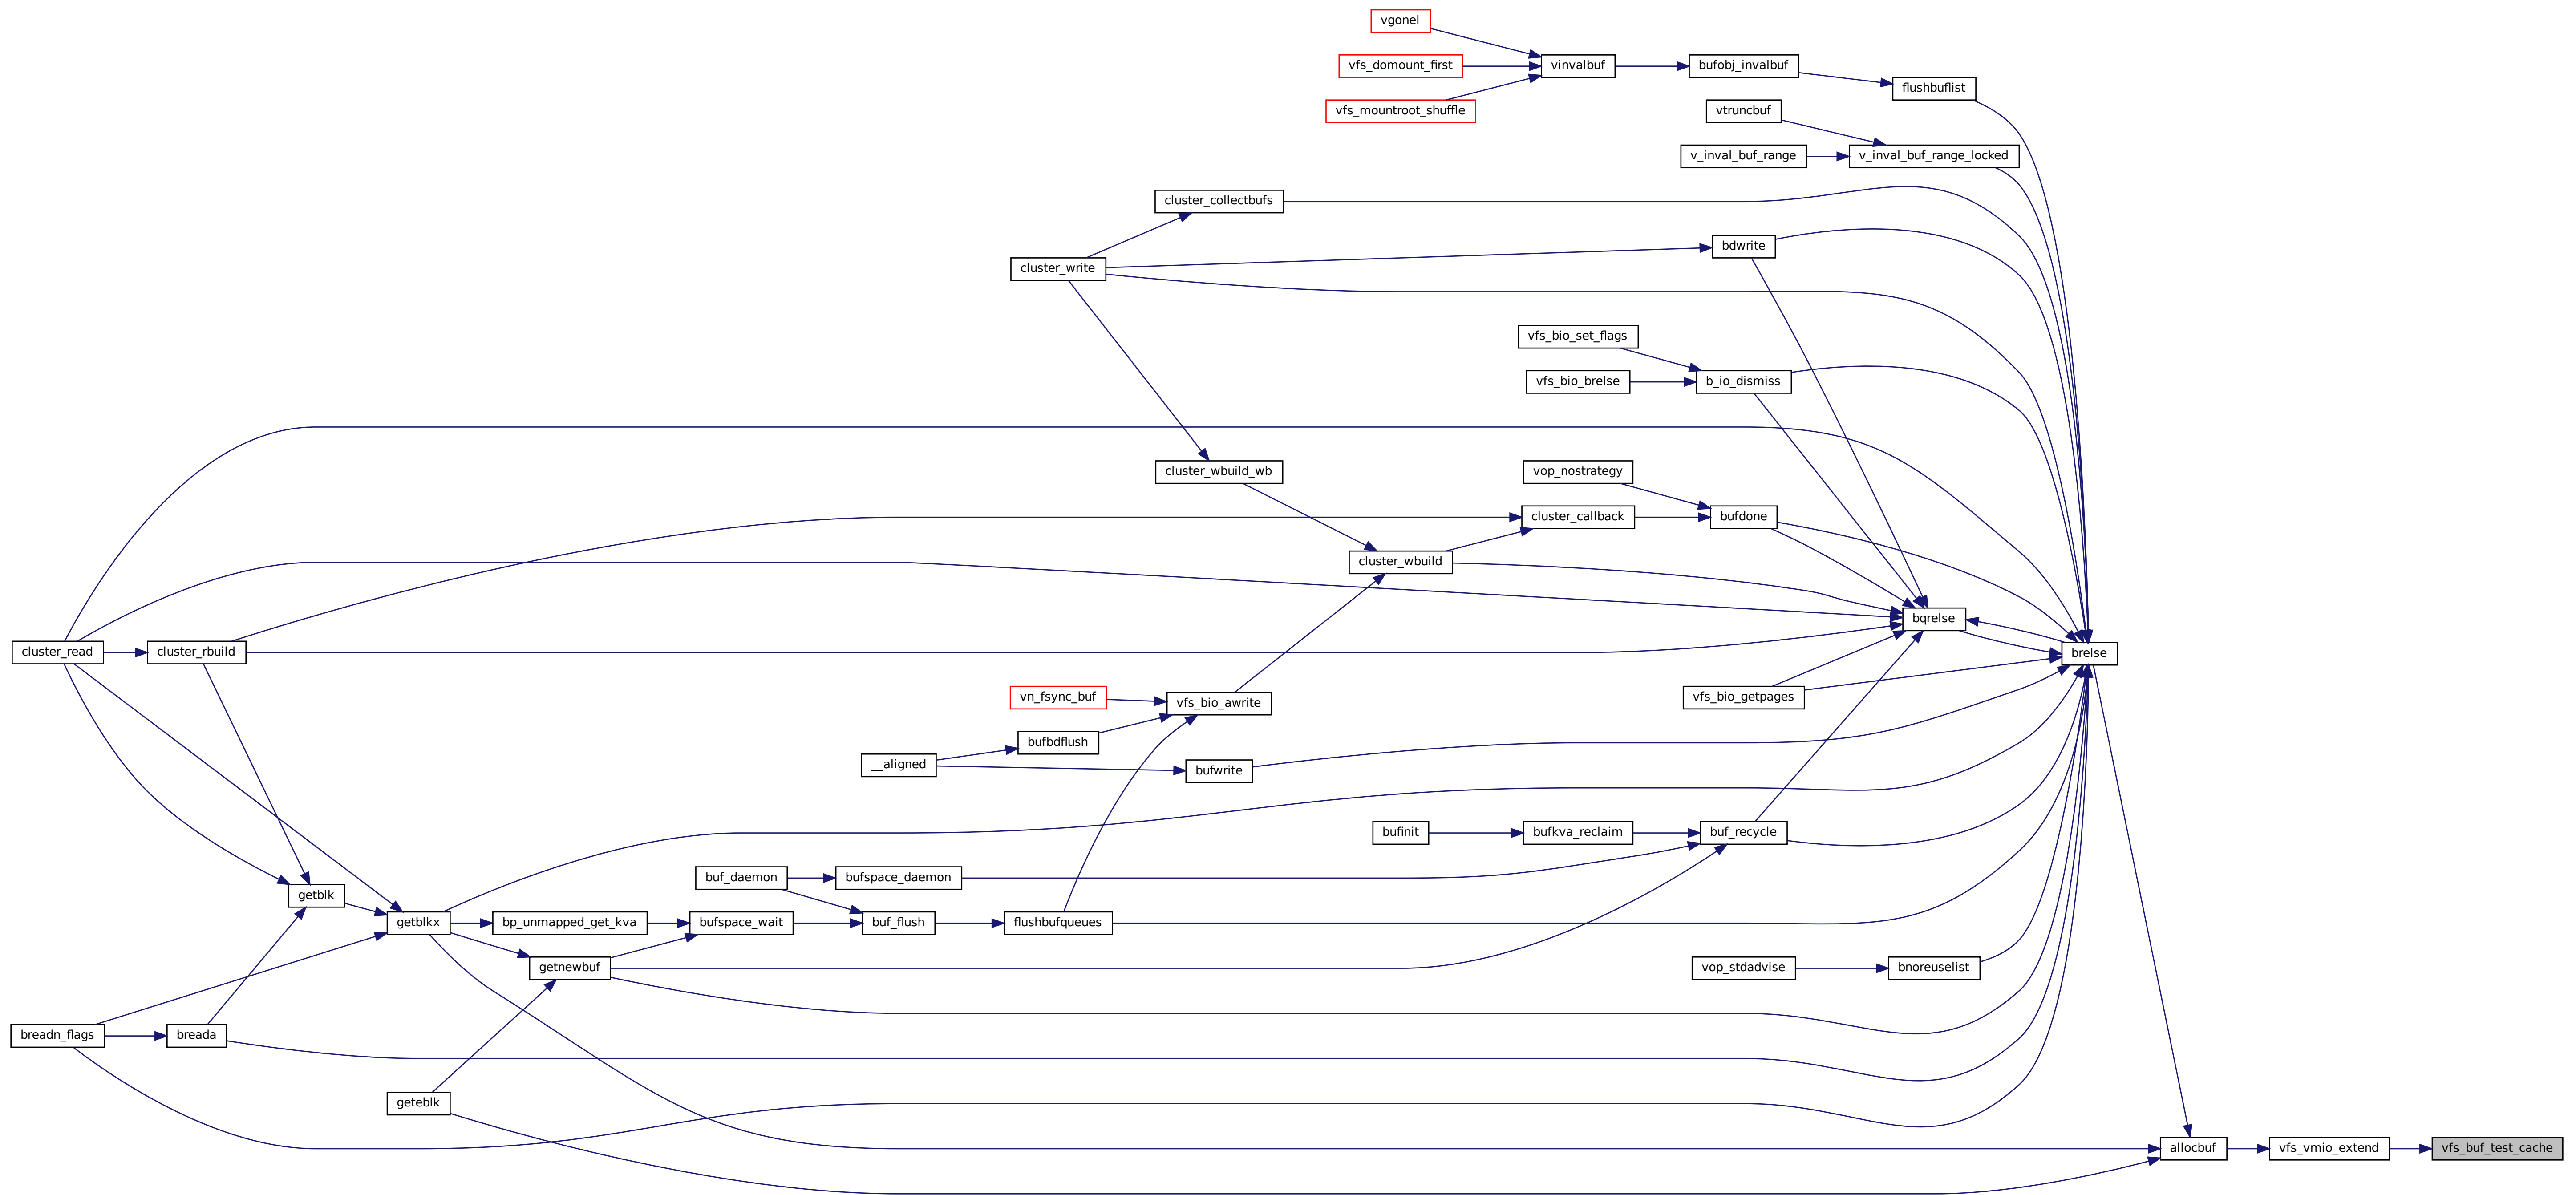 vgonel
vfs_domount_first
vinvalbuf
bufobj_invalbuf
flushbuflist
vfs_mountroot_shuffle
vtruncbuf
v_inval_buf_range
v_inval_buf_range_locked
cluster_collectbufs
bdwrite
cluster_write
vfs_bio_set_flags
vfs_bio_brelse
b_io_dismiss
cluster_wbuild_wb
vop_nostrategy
cluster_callback
bufdone
cluster_wbuild
bqrelse
cluster_read
cluster_rbuild
brelse
vn_fsync_buf
vfs_bio_awrite
vfs_bio_getpages
bufbdflush
__aligned
bufwrite
bufinit
bufkva_reclaim
buf_recycle
buf_daemon
bufspace_daemon
getblk
getblkx
bp_unmapped_get_kva
bufspace_wait
buf_flush
flushbufqueues
getnewbuf
vop_stdadvise
bnoreuselist
breadn_flags
breada
geteblk
allocbuf
vfs_vmio_extend
vfs_buf_test_cache